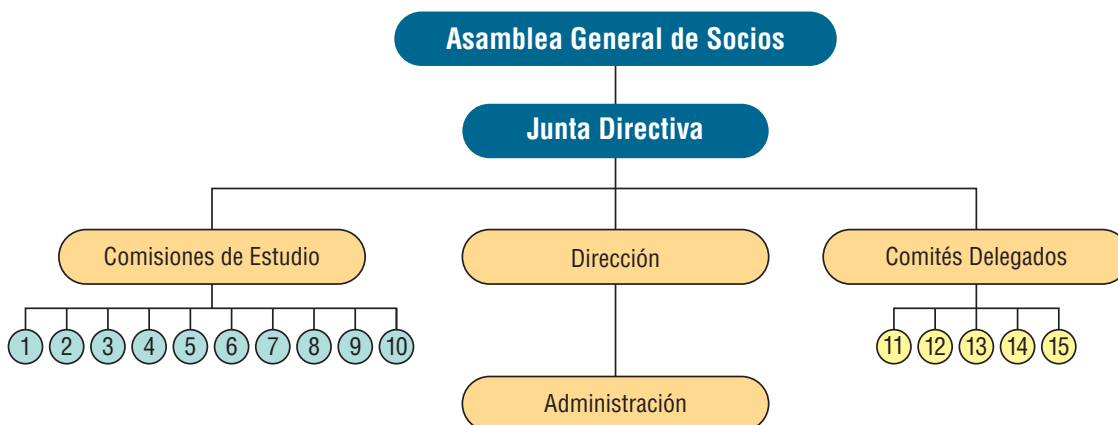 Asamblea General de Socios
Junta Directiva
Comisiones de Estudio
Dirección
Comités Delegados
1 2 3 4 5 6 7 8 9 10
11 12 13 14 15
Administración